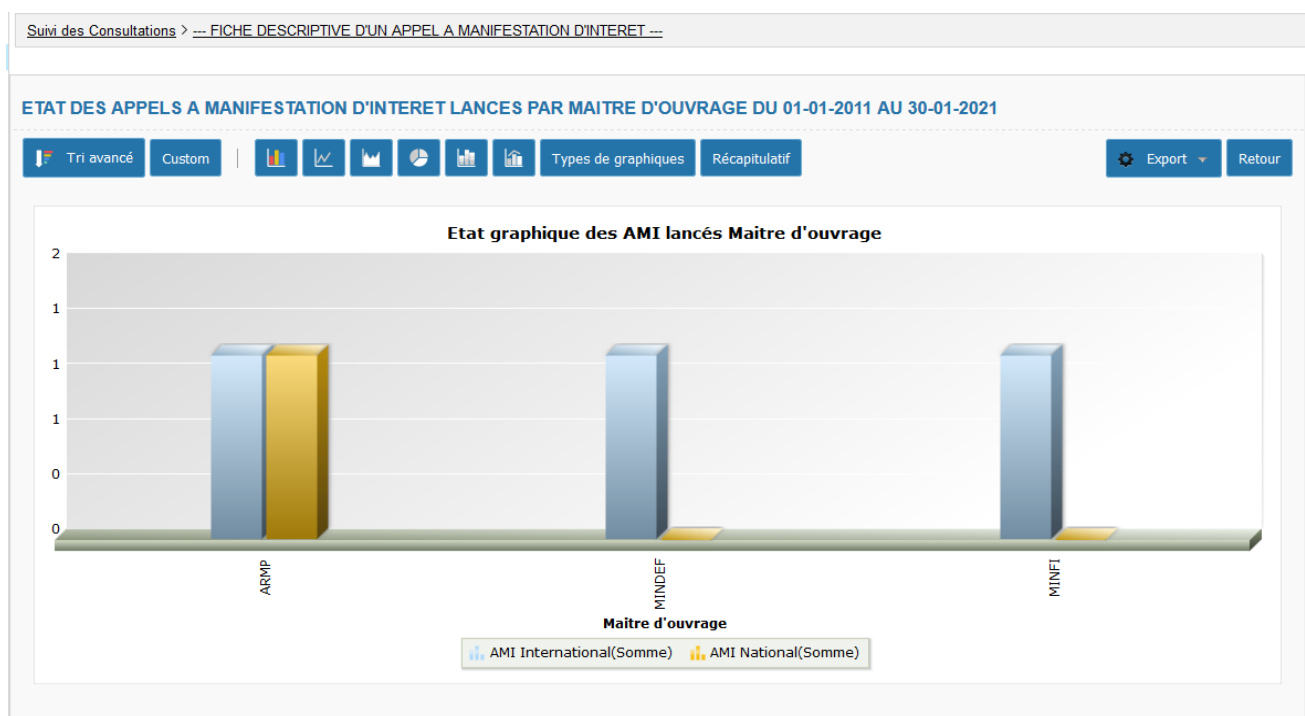 Suivi des Consultations > --- FICHE DESCRIPTIVE D'UN APPEL A MANIFESTATION D'INTERET ---
ETAT DES APPELS A MANIFESTATION D'INTERET LANCES PAR MAITRE D'OUVRAGE DU 01-01-2011 AU 30-01-2021
Tri avancé Custom Types de graphiques Récapitulatif Export Retour
Etat graphique des AMI lancés Maitre d'ouvrage
2
1
1
1
0
0
ARMP MINDEF MINFI
Maitre d'ouvrage
AMI International(Somme) AMI National(Somme)